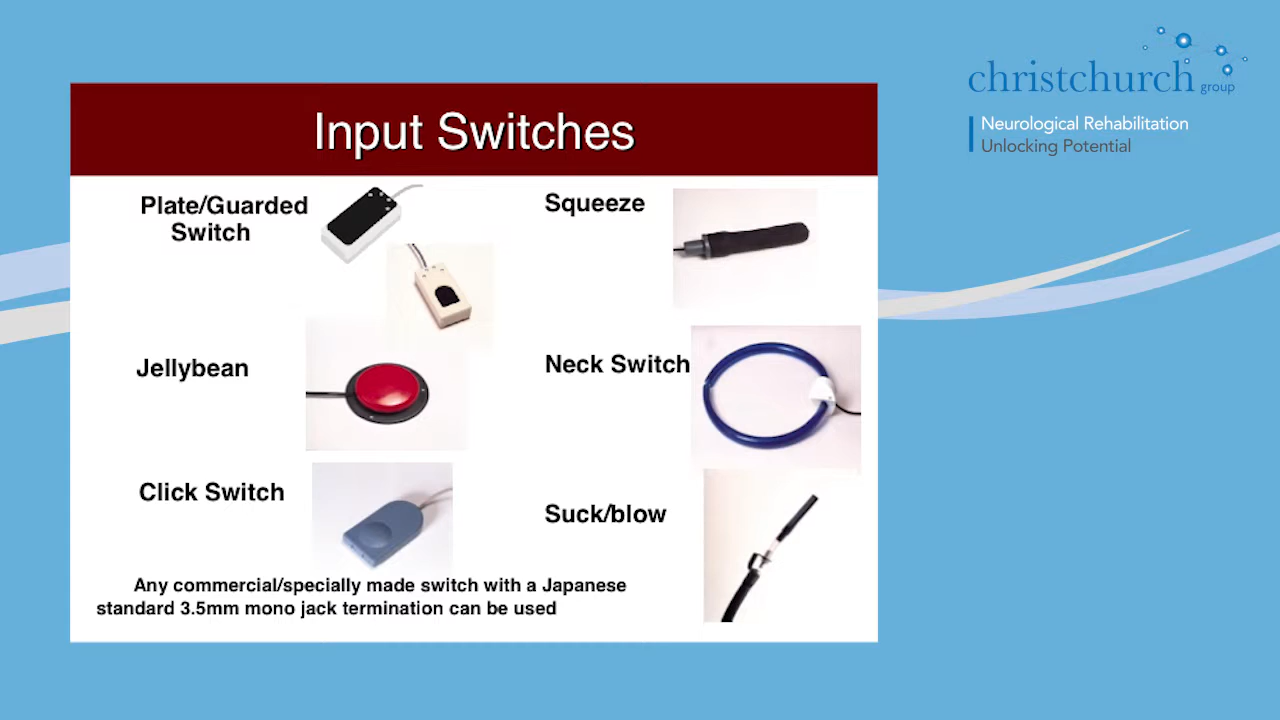 christchurch
group
Neurological Rehabilitation
Unlocking Potential
Input Switches
Plate/Guarded
Switch
Squeeze
Jellybean
Neck Switch
Click Switch
Suck/blow
Any commercial/specially made switch with a Japanese
standard 3.5mm mono jack termination can be used